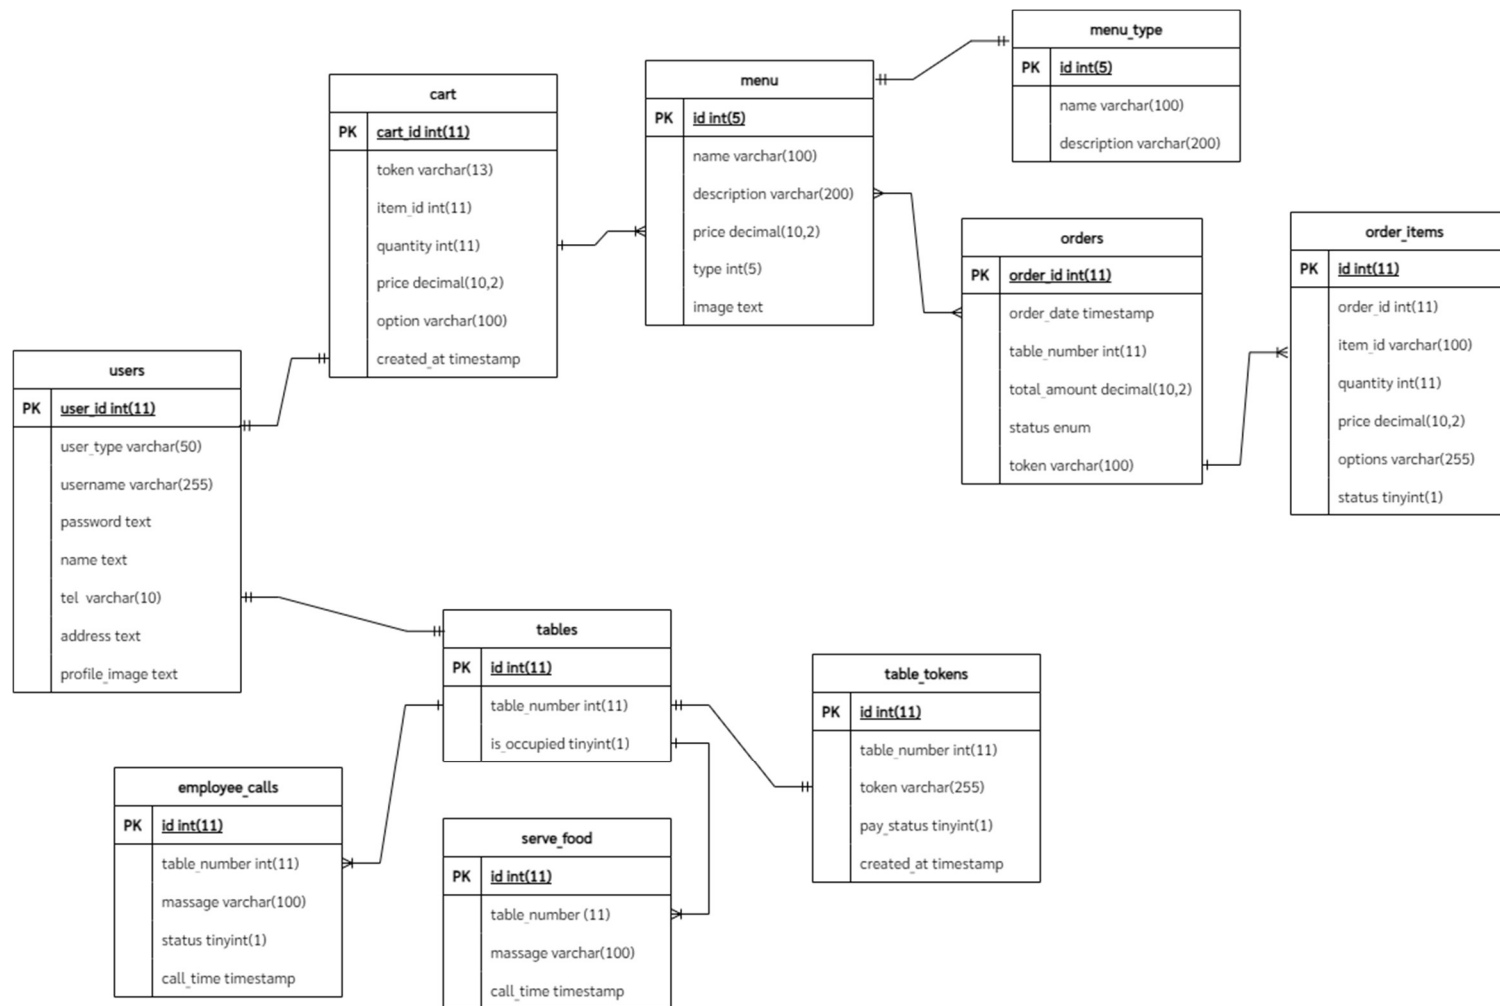 menu_type
PK id int(5)
name varchar(100)
description varchar(200)
cart
PK cart_id int(11)
token varchar(13)
item_id int(11)
quantity int(11)
price decimal(10,2)
option varchar(100)
created_at timestamp
menu
PK id int(5)
name varchar(100)
description varchar(200)
price decimal(10,2)
type int(5)
image text
orders
PK order_id int(11)
order_date timestamp
table_number int(11)
total_amount decimal(10,2)
status enum
token varchar(100)
order_items
PK id int(11)
order_id int(11)
item_id varchar(100)
quantity int(11)
price decimal(10,2)
options varchar(255)
status tinyint(1)
users
PK user_id int(11)
user_type varchar(50)
username varchar(255)
password text
name text
tel varchar(10)
address text
profile_image text
tables
PK id int(11)
table_number int(11)
is_occupied tinyint(1)
table_tokens
PK id int(11)
table_number int(11)
token varchar(255)
pay_status tinyint(1)
created_at timestamp
employee_calls
PK id int(11)
table_number int(11)
massage varchar(100)
status tinyint(1)
call_time timestamp
serve_food
PK id int(11)
table_number (11)
massage varchar(100)
call_time timestamp